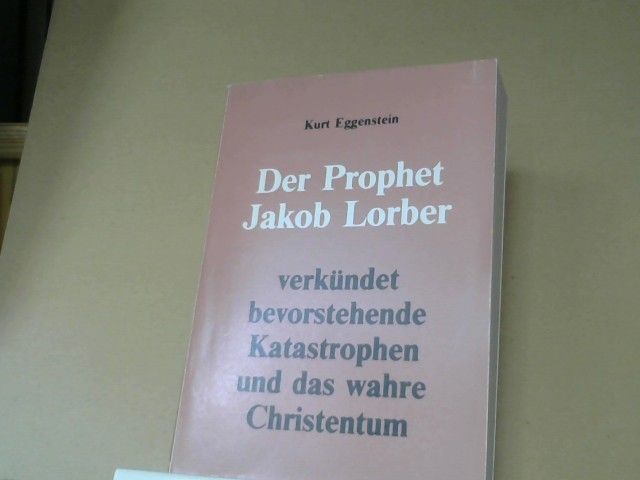 Kurt Eggenstein
Der Prophet
Jakob Lorber
verkündet
bevorstehende
Katastrophen
und das wahre
Christentum